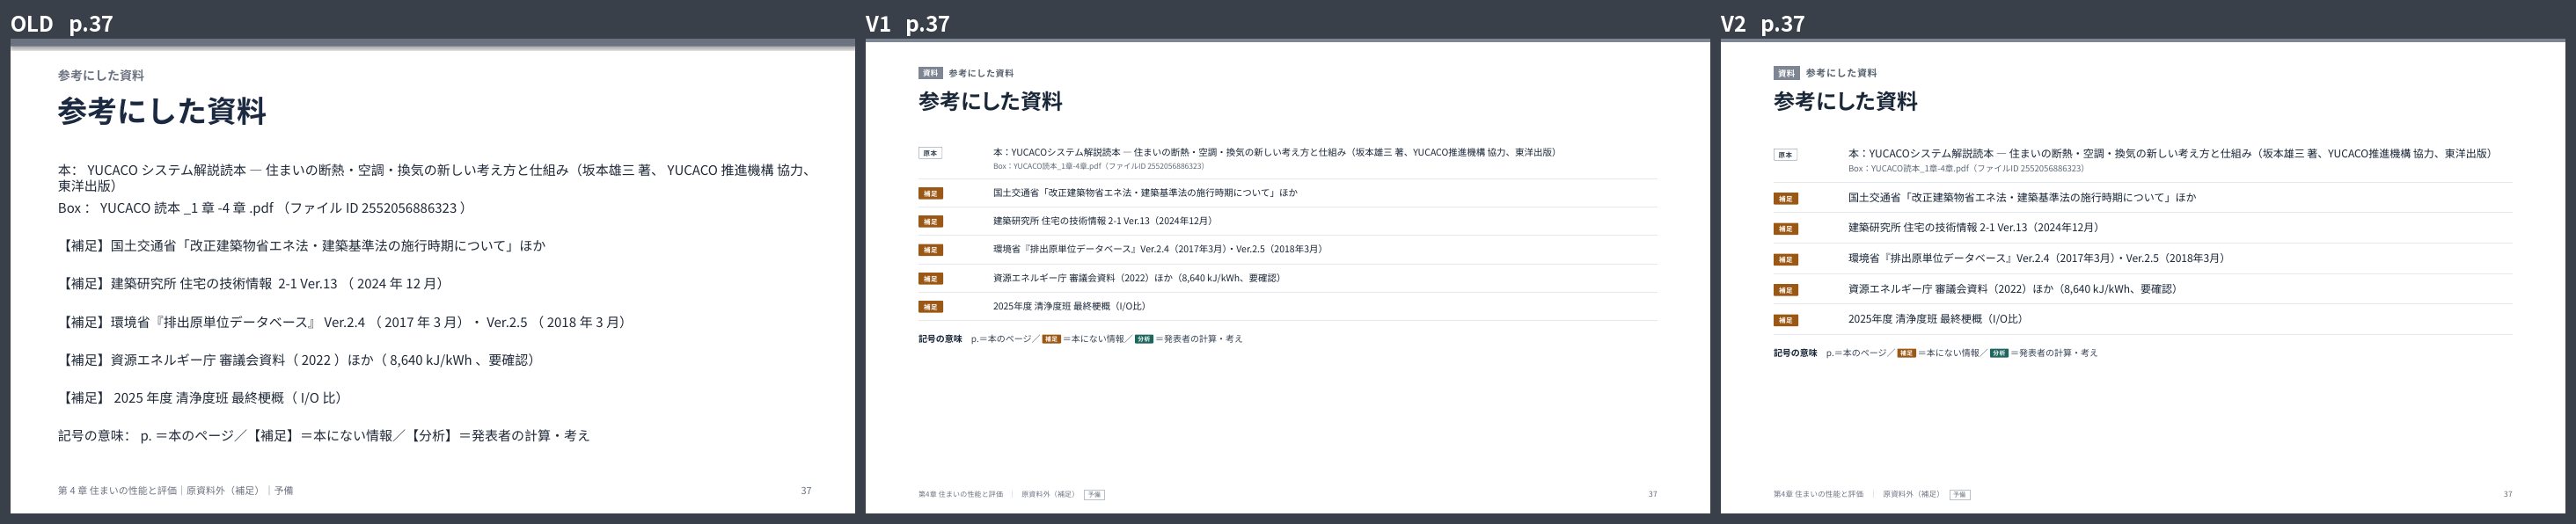 OLD p.37
参考にした資料
参考にした資料
本： YUCACO システム解説読本 ― 住まいの断熱・空調・換気の新しい考え方と仕組み（坂本雄三 著、 YUCACO 推進機構 協力、
東洋出版）
Box： YUCACO 読本 _1 章 -4 章 .pdf （ファイル ID 2552056886323 ）
【補足】国土交通省「改正建築物省エネ法・建築基準法の施行時期について」ほか
【補足】建築研究所 住宅の技術情報 2-1 Ver.13 （ 2024 年 12 月）
【補足】環境省『排出原単位データベース』 Ver.2.4 （ 2017 年 3 月）・ Ver.2.5 （ 2018 年 3 月）
【補足】資源エネルギー庁 審議会資料（ 2022 ）ほか（ 8,640 kJ/kWh 、要確認）
【補足】 2025 年度 清浄度班 最終梗概（ I/O 比）
記号の意味： p. ＝本のページ／【補足】＝本にない情報／【分析】＝発表者の計算・考え
第 4 章 住まいの性能と評価｜原資料外（補足）｜予備
37
V1 p.37
資料 参考にした資料
参考にした資料
原本 本：YUCACOシステム解説読本 ― 住まいの断熱・空調・換気の新しい考え方と仕組み（坂本雄三 著、YUCACO推進機構 協力、東洋出版）
Box：YUCACO読本_1章-4章.pdf（ファイルID 2552056886323）
補足 国土交通省「改正建築物省エネ法・建築基準法の施行時期について」ほか
補足 建築研究所 住宅の技術情報 2-1 Ver.13（2024年12月）
補足 環境省『排出原単位データベース』Ver.2.4（2017年3月）・Ver.2.5（2018年3月）
補足 資源エネルギー庁 審議会資料（2022）ほか（8,640 kJ/kWh、要確認）
補足 2025年度 清浄度班 最終梗概（I/O比）
記号の意味 p.＝本のページ／ 補足 ＝本にない情報／ 分析 ＝発表者の計算・考え
第4章 住まいの性能と評価 ｜ 原資料外（補足） 予備
37
V2 p.37
資料 参考にした資料
参考にした資料
原本 本：YUCACOシステム解説読本 ― 住まいの断熱・空調・換気の新しい考え方と仕組み（坂本雄三 著、YUCACO推進機構 協力、東洋出版）
Box：YUCACO読本_1章-4章.pdf（ファイルID 2552056886323）
補足 国土交通省「改正建築物省エネ法・建築基準法の施行時期について」ほか
補足 建築研究所 住宅の技術情報 2-1 Ver.13（2024年12月）
補足 環境省『排出原単位データベース』Ver.2.4（2017年3月）・Ver.2.5（2018年3月）
補足 資源エネルギー庁 審議会資料（2022）ほか（8,640 kJ/kWh、要確認）
補足 2025年度 清浄度班 最終梗概（I/O比）
記号の意味 p.＝本のページ／ 補足 ＝本にない情報／ 分析 ＝発表者の計算・考え
第4章 住まいの性能と評価 ｜ 原資料外（補足） 予備
37